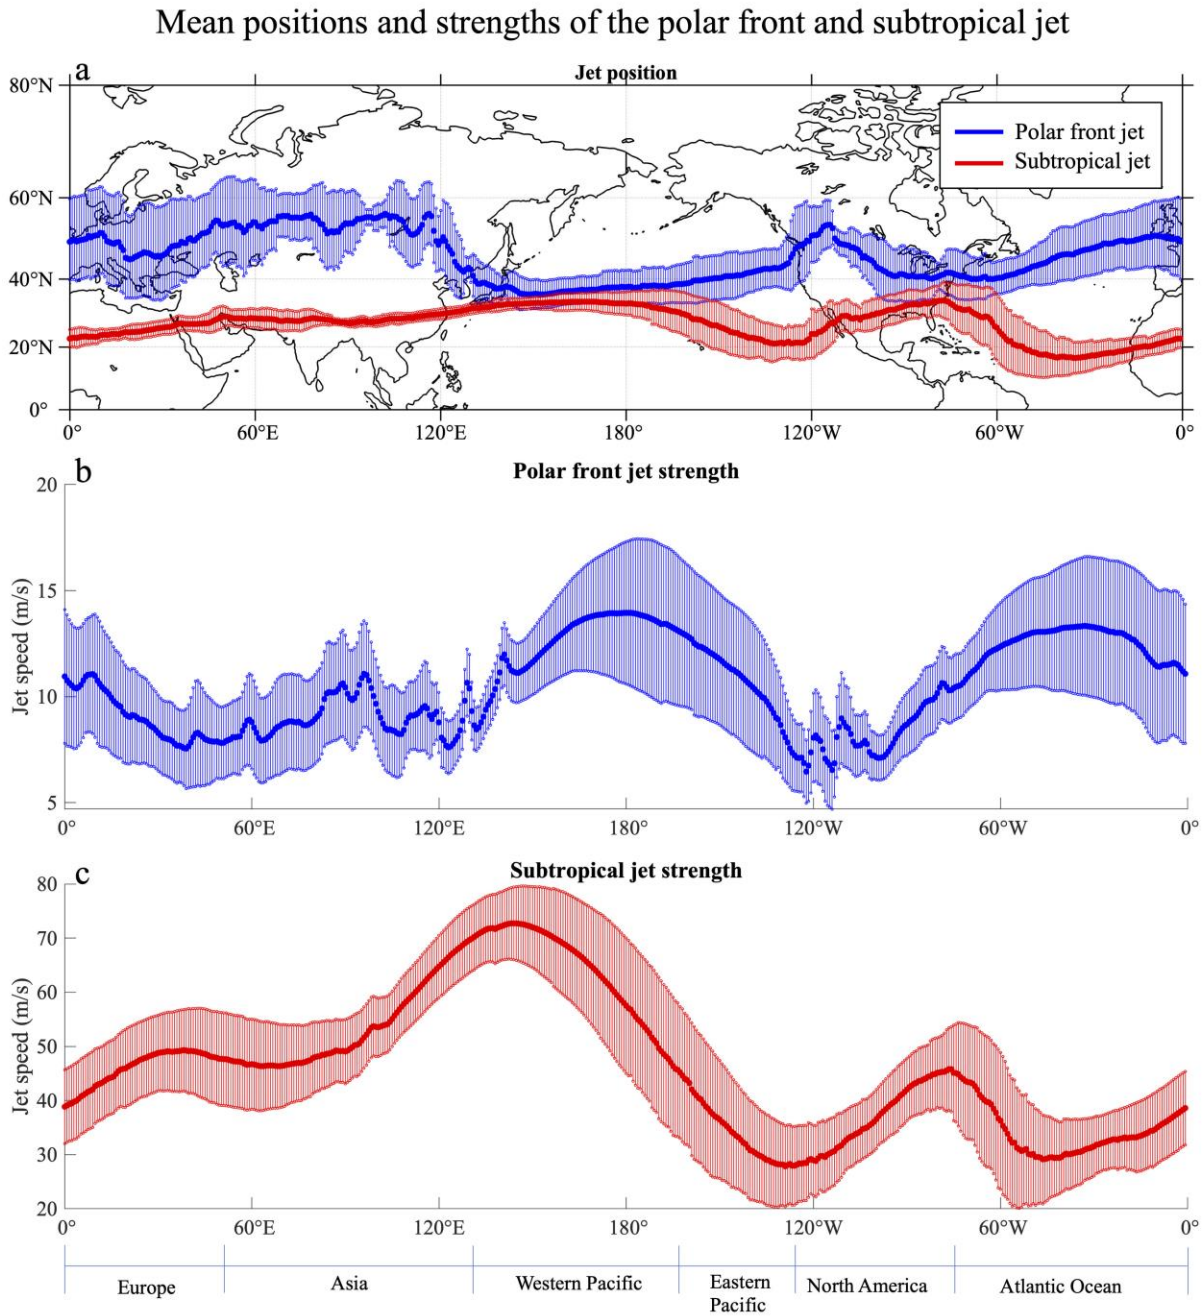 Mean positions and strengths of the polar front and subtropical jet
a
Jet position
80°N
60°N
40°N
20°N
0°
Polar front jet
Subtropical jet
0° 60°E 120°E 180° 120°W 60°W 0°
b
Polar front jet strength
Jet speed (m/s)
20
15
10
5
0° 60°E 120°E 180° 120°W 60°W 0°
c
Subtropical jet strength
Jet speed (m/s)
80
70
60
50
40
30
20
0° 60°E 120°E 180° 120°W 60°W 0°
Europe Asia Western Pacific Eastern Pacific North America Atlantic Ocean